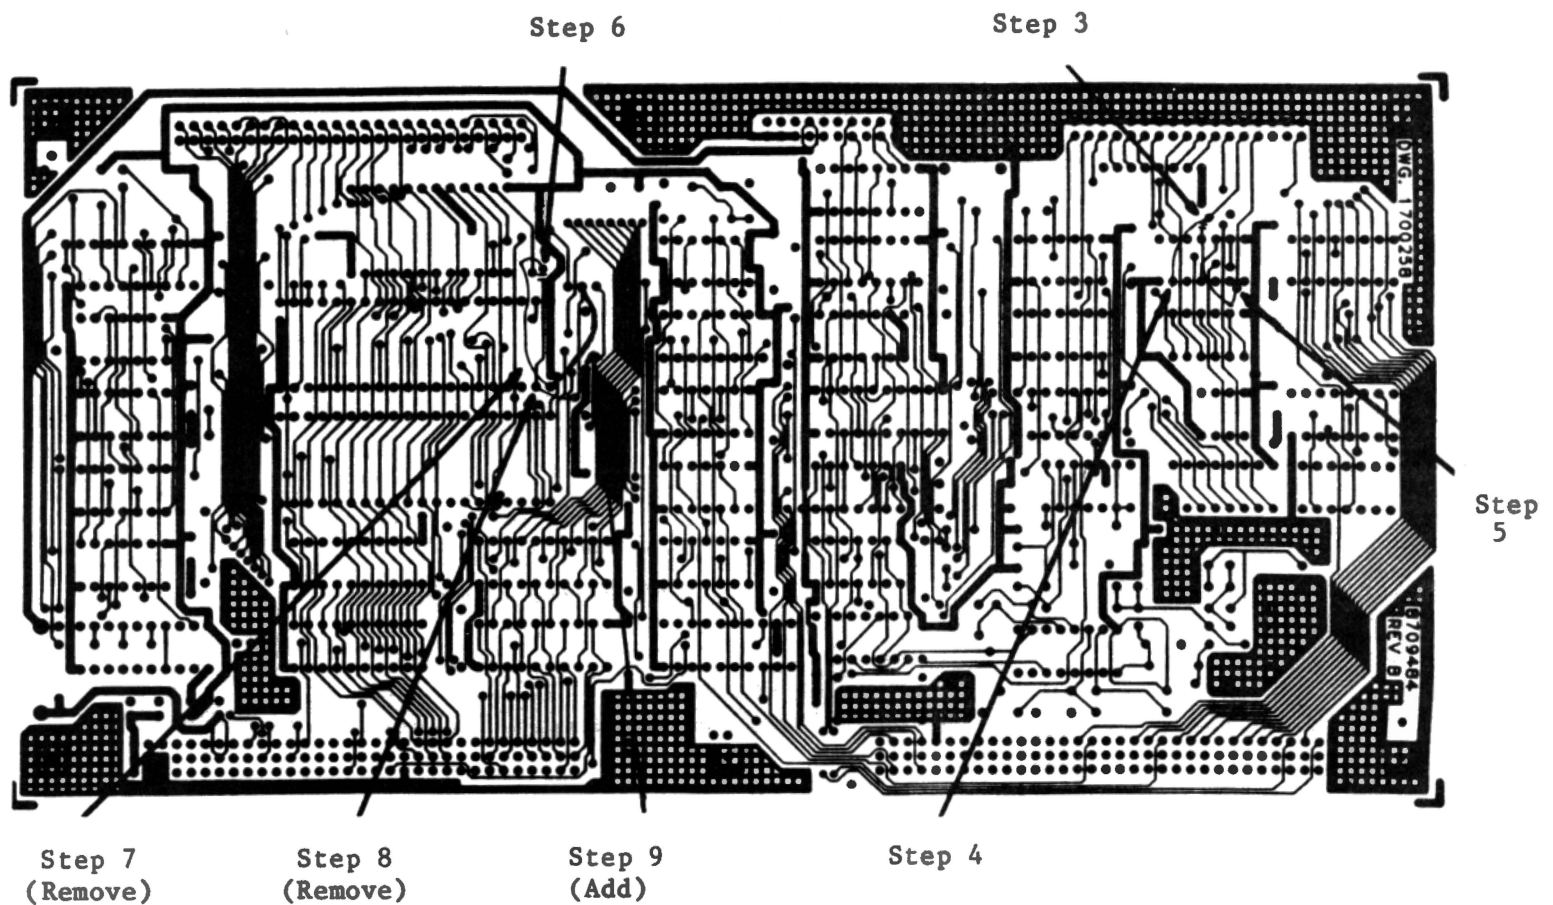 Step 6
Step 3
DWG. 1700258
Step
5
REV B
Step 7
(Remove)
Step 8
(Remove)
Step 9
(Add)
Step 4